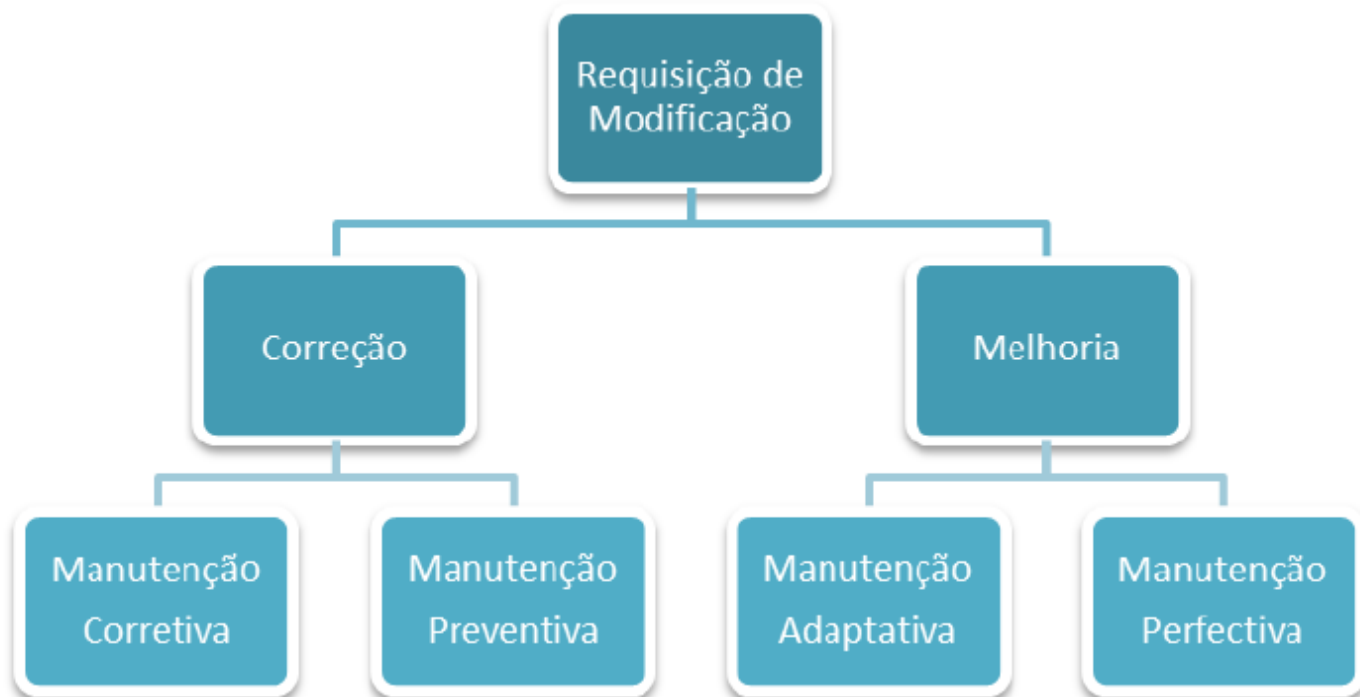 Requisição de
Modificação
Correção
Melhoria
Manutenção
Corretiva
Manutenção
Preventiva
Manutenção
Adaptativa
Manutenção
Perfectiva